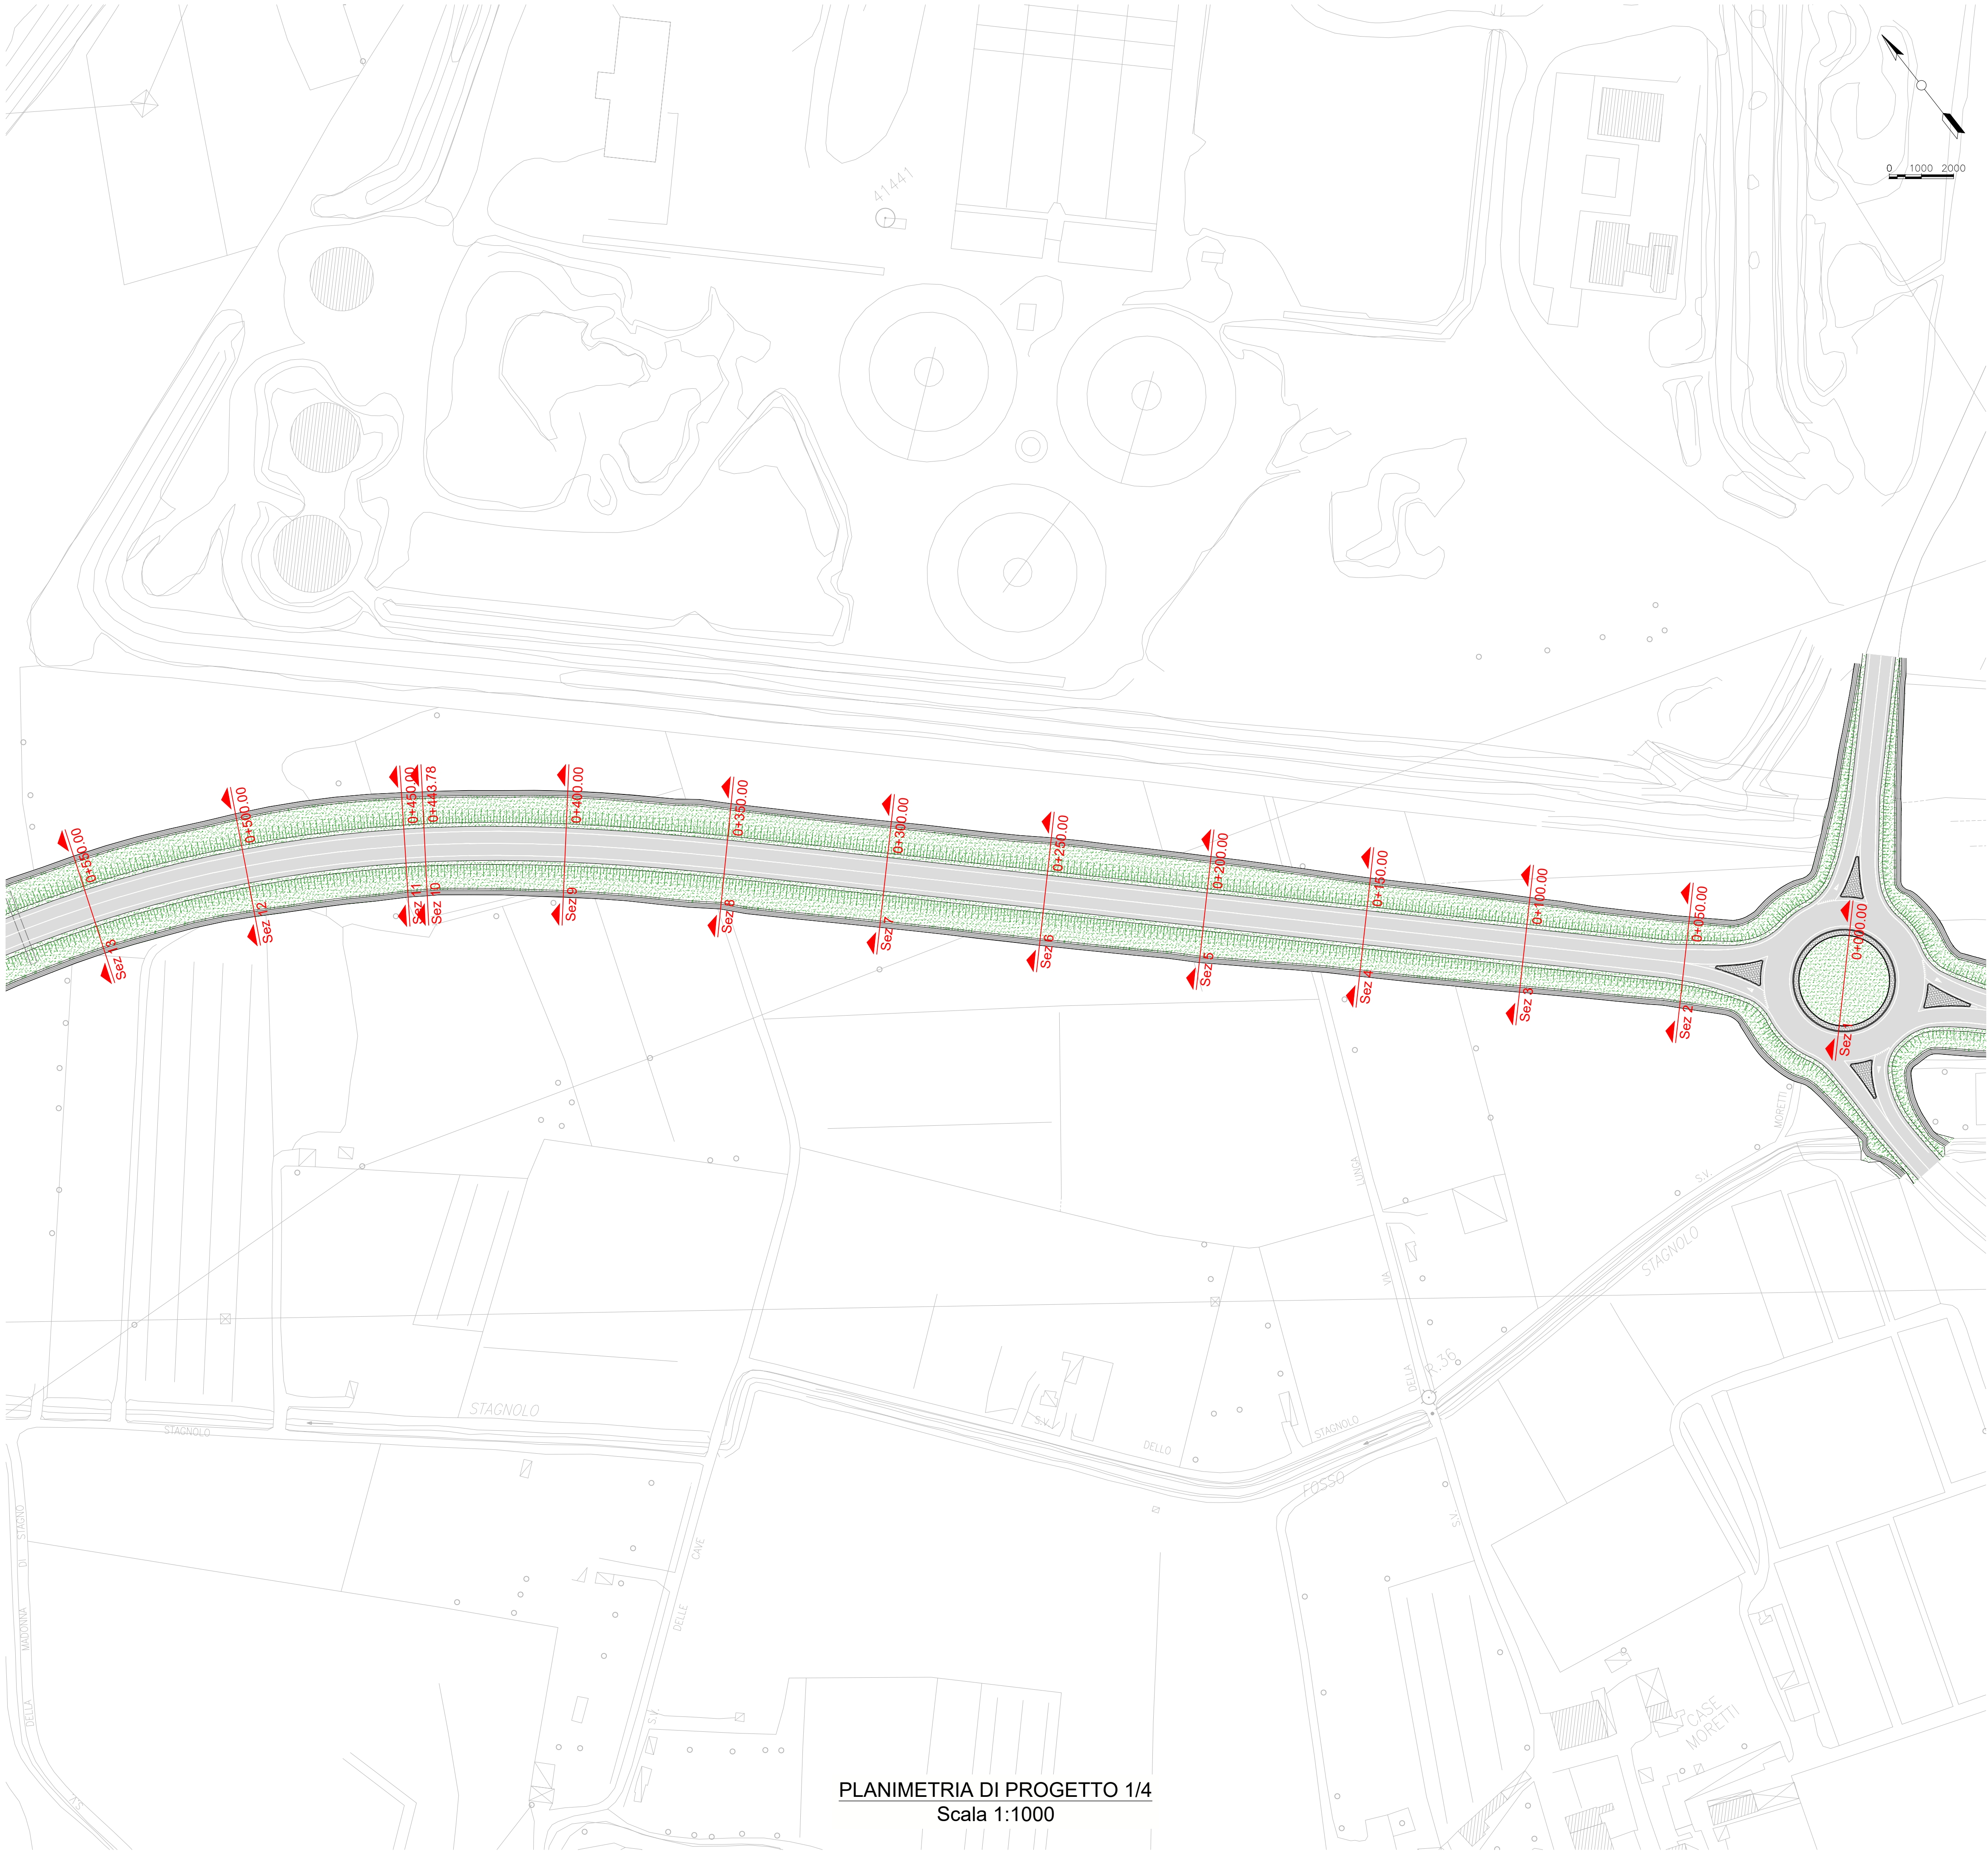 41441
0 1000 2000
0+550.00
0+500.00
0+450.00
0+443.78
0+400.00
0+350.00
0+300.00
0+250.00
0+200.00
0+150.00
0+100.00
0+050.00
0+000.00
Sez 13
Sez 12
Sez 11
Sez 10
Sez 9
Sez 8
Sez 7
Sez 6
Sez 5
Sez 4
Sez 3
Sez 2
Sez 1
MORETTI
LUNGA
S.V.
STAGNOLO
VIA
DELLA
R.36
STAGNOLO
STAGNOLO
S.V.
DELLO
STAGNOLO
FOSSO
S.V.
STAGNO
DI
MADONNA
DELLA
S.V.
CAVE
DELLE
S.V.
CASE
MORETTI
PLANIMETRIA DI PROGETTO 1/4
Scala 1:1000